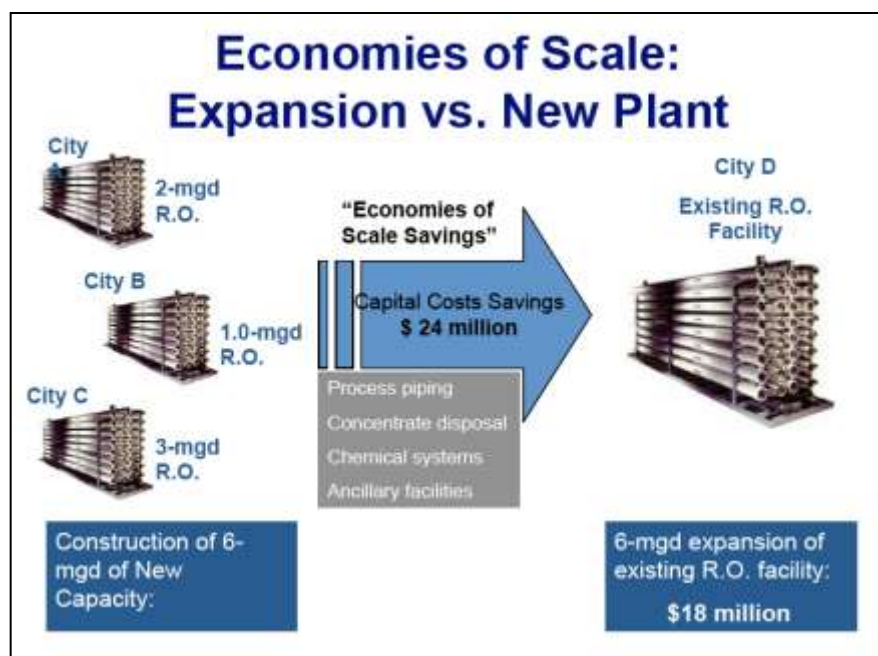 Economies of Scale:
Expansion vs. New Plant
City
2-mgd
R.O.
City B
1.0-mgd
R.O.
City C
3-mgd
R.O.
“Economies of
Scale Savings”
Capital Costs Savings
$ 24 million
Process piping
Concentrate disposal
Chemical systems
Ancillary facilities
City D
Existing R.O.
Facility
Construction of 6-
mgd of New
Capacity:
6-mgd expansion of
existing R.O. facility:
$18 million